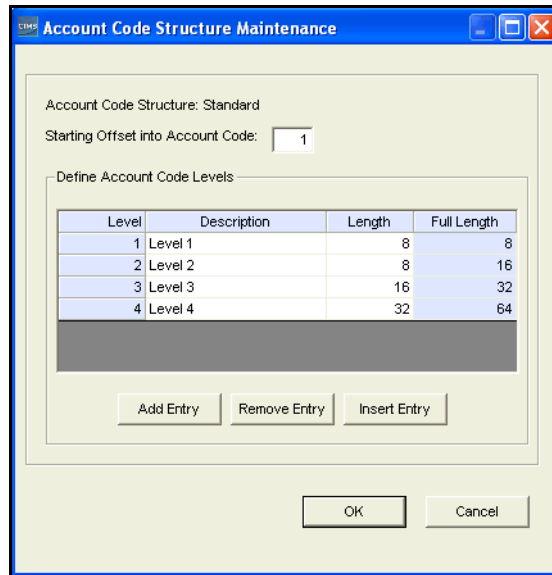 CIMS Account Code Structure Maintenance
Account Code Structure: Standard
Starting Offset into Account Code: 1
Define Account Code Levels
Level Description Length Full Length
1 Level 1 8 8
2 Level 2 8 16
3 Level 3 16 32
4 Level 4 32 64
Add Entry Remove Entry Insert Entry
OK Cancel